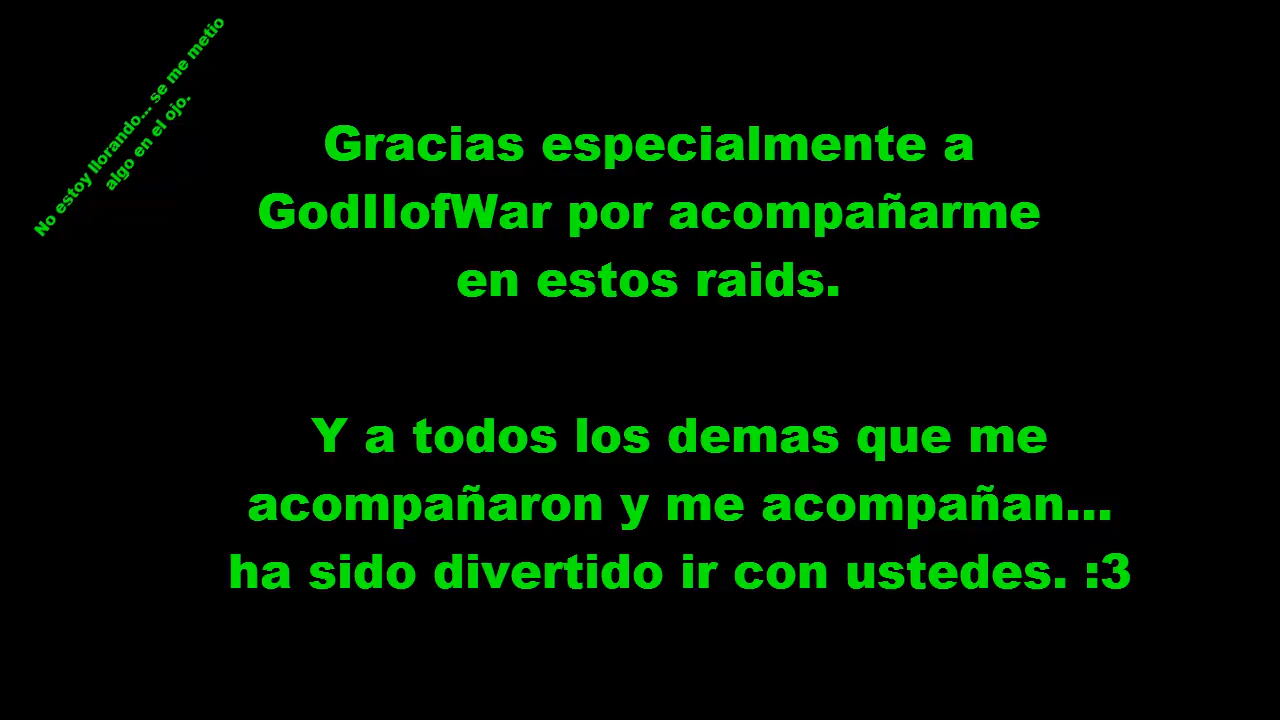 No estoy llorando... se me metio
algo en el ojo.
Gracias especialmente a
GodIIofWar por acompañarme
en estos raids.
Y a todos los demas que me
acompañaron y me acompañan...
ha sido divertido ir con ustedes. :3